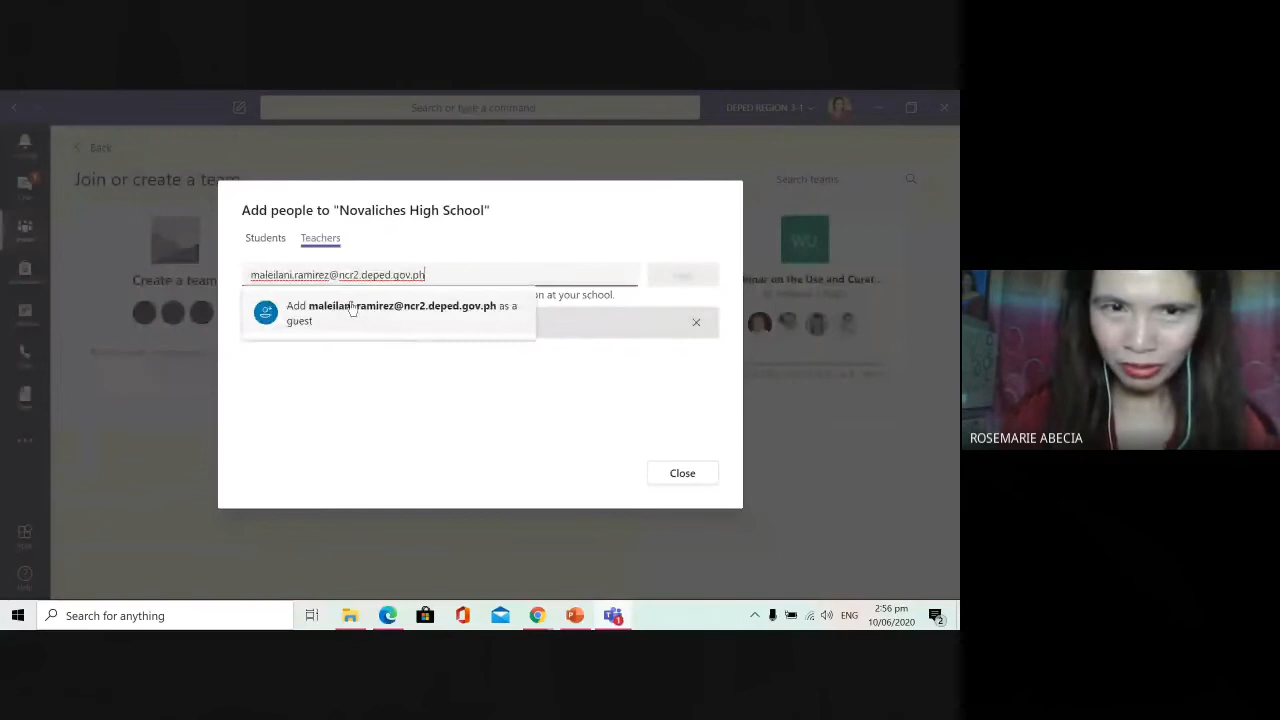 Search or type a command
DEPED REGION 3-1
Back
Join or create a team
Search teams
Add people to "Novaliches High School"
Students
Teachers
maleilani.ramirez@ncr2.deped.gov.ph
on at your school.
Add maleilani.ramirez@ncr2.deped.gov.ph as a
guest
Create a team
WU
Close
ROSEMARIE ABECIA
Search for anything
ENG
2:56 pm
10/06/2020
2
1